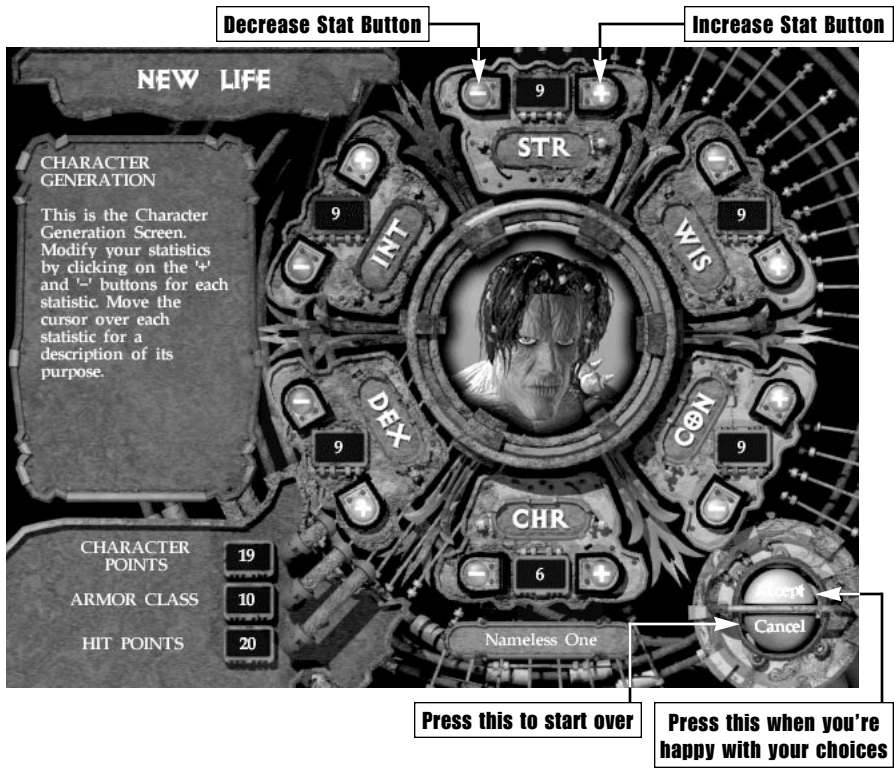 Decrease Stat Button
Increase Stat Button
NEW LIFE
CHARACTER
GENERATION
This is the Character
Generation Screen.
Modify your statistics
by clicking on the '+'
and '-' buttons for each
statistic. Move the
cursor over each
statistic for a
description of its
purpose.
- 9 +
STR
+
9
-
INT
-
9
+
WIS
-
9
+
DEX
+
9
-
CON
CHR
- 6 +
CHARACTER
POINTS 19
ARMOR CLASS 10
HIT POINTS 20
Nameless One
Accept
Cancel
Press this to start over
Press this when you're
happy with your choices